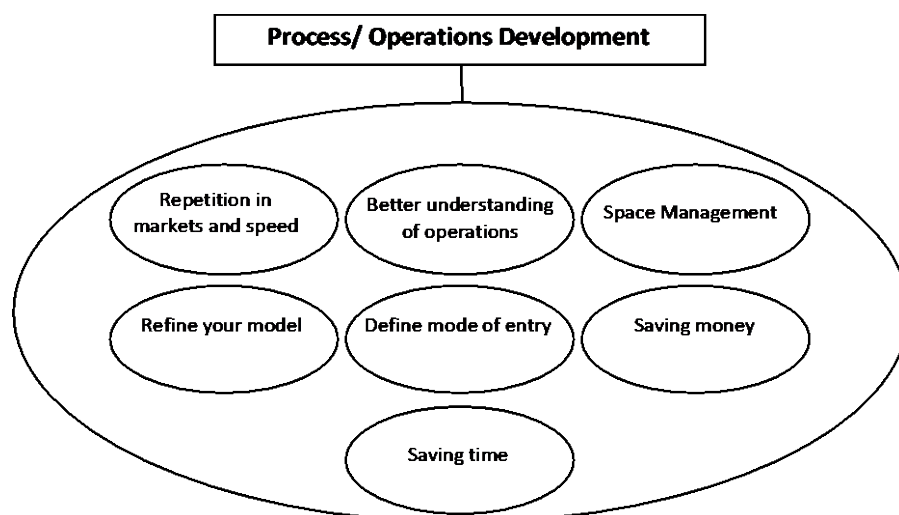 Process/ Operations Development
Repetition in
markets and speed
Better understanding
of operations
Space Management
Refine your model
Define mode of entry
Saving money
Saving time